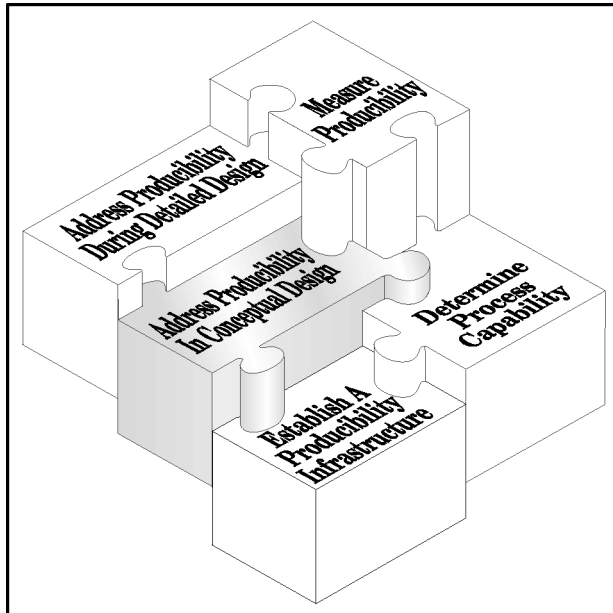 Measure
Producibility
Address Producibility
During Detailed Design
Address Producibility
In Conceptual Design
Determine
Process
Capability
Establish A
Producibility
Infrastructure